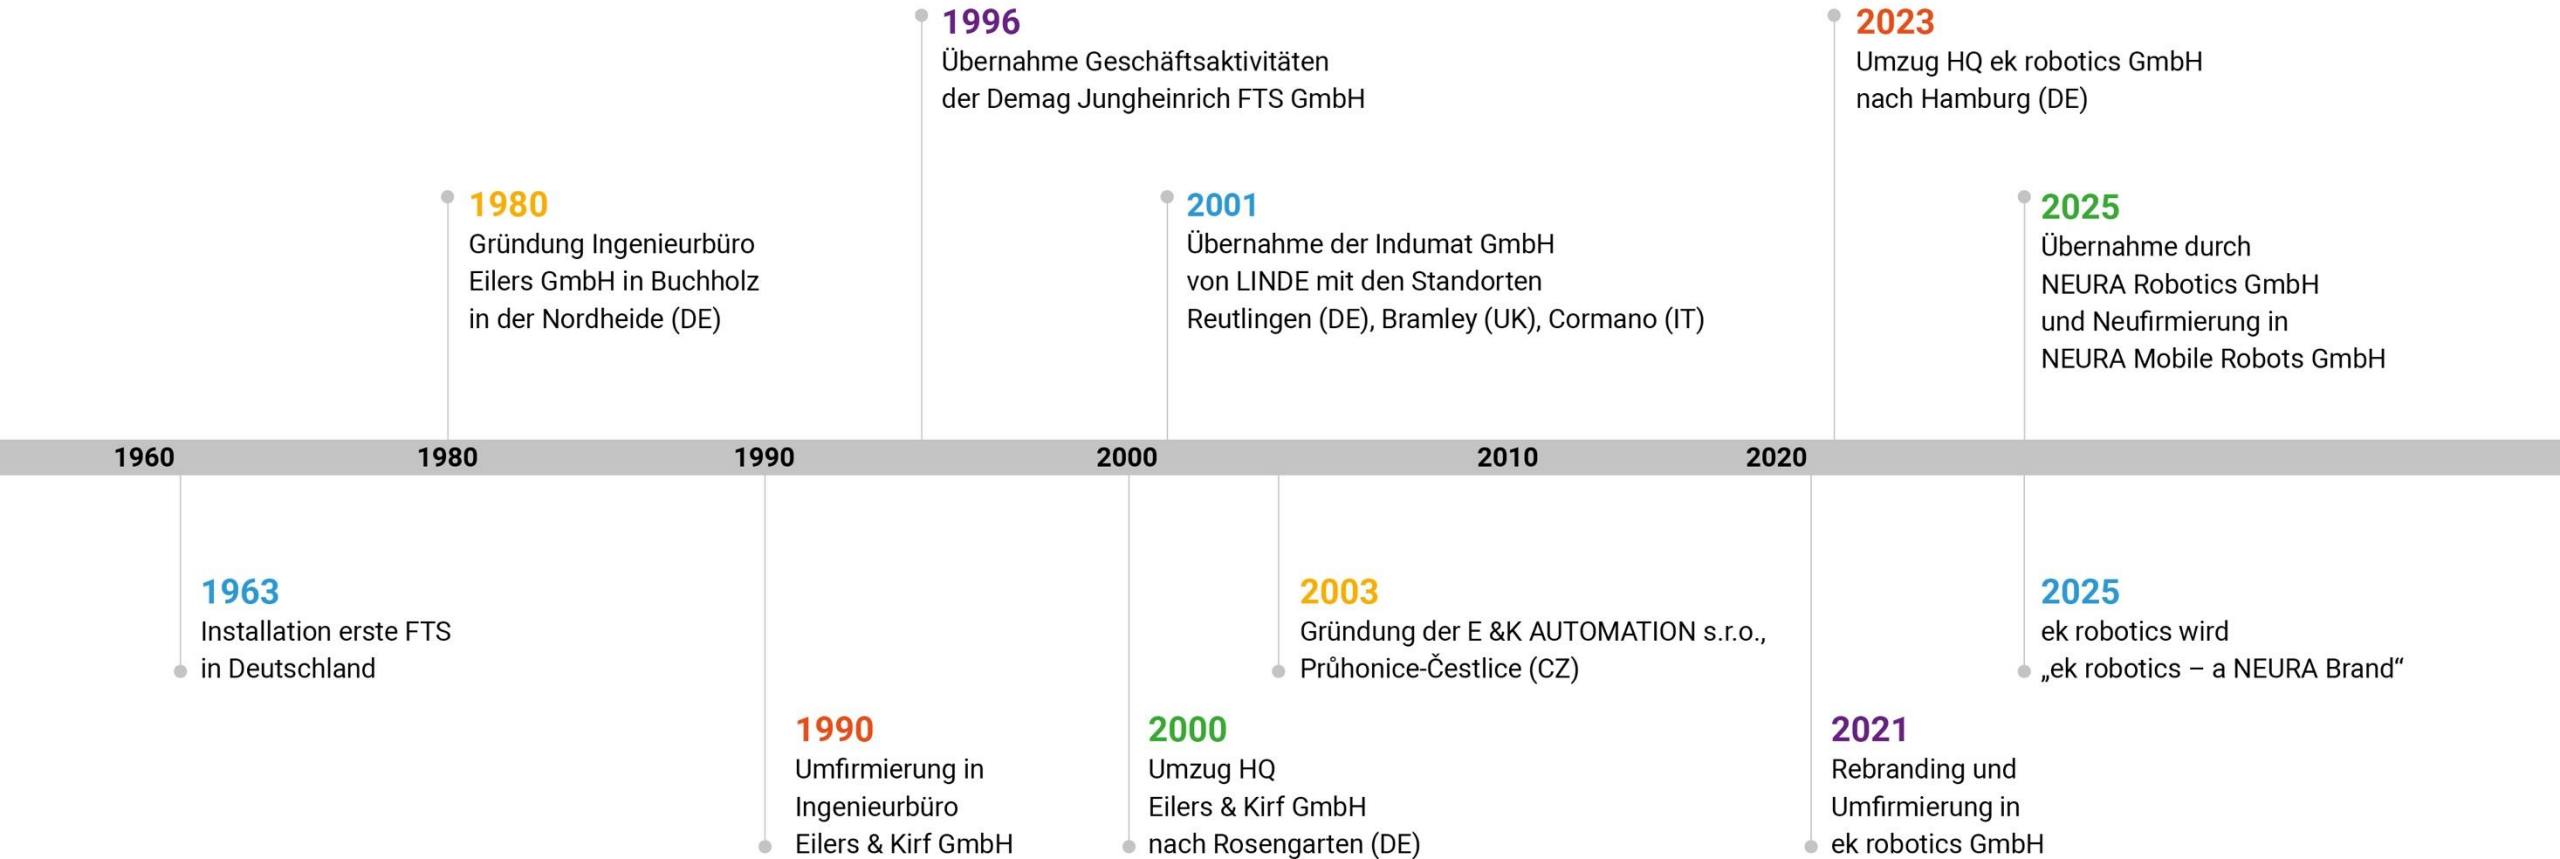 1996
Übernahme Geschäftsaktivitäten
der Demag Jungheinrich FTS GmbH
2023
Umzug HQ ek robotics GmbH
nach Hamburg (DE)
1980
Gründung Ingenieurbüro
Eilers GmbH in Buchholz
in der Nordheide (DE)
2001
Übernahme der Indumat GmbH
von LINDE mit den Standorten
Reutlingen (DE), Bramley (UK), Cormano (IT)
2025
Übernahme durch
NEURA Robotics GmbH
und Neufirmierung in
NEURA Mobile Robots GmbH
1960 1980 1990 2000 2010 2020
1963
Installation erste FTS
in Deutschland
2003
Gründung der E &K AUTOMATION s.r.o.,
Průhonice-Čestlice (CZ)
2025
ek robotics wird
„ek robotics – a NEURA Brand“
1990
Umfirmierung in
Ingenieurbüro
Eilers & Kirf GmbH
2000
Umzug HQ
Eilers & Kirf GmbH
nach Rosengarten (DE)
2021
Rebranding und
Umfirmierung in
ek robotics GmbH